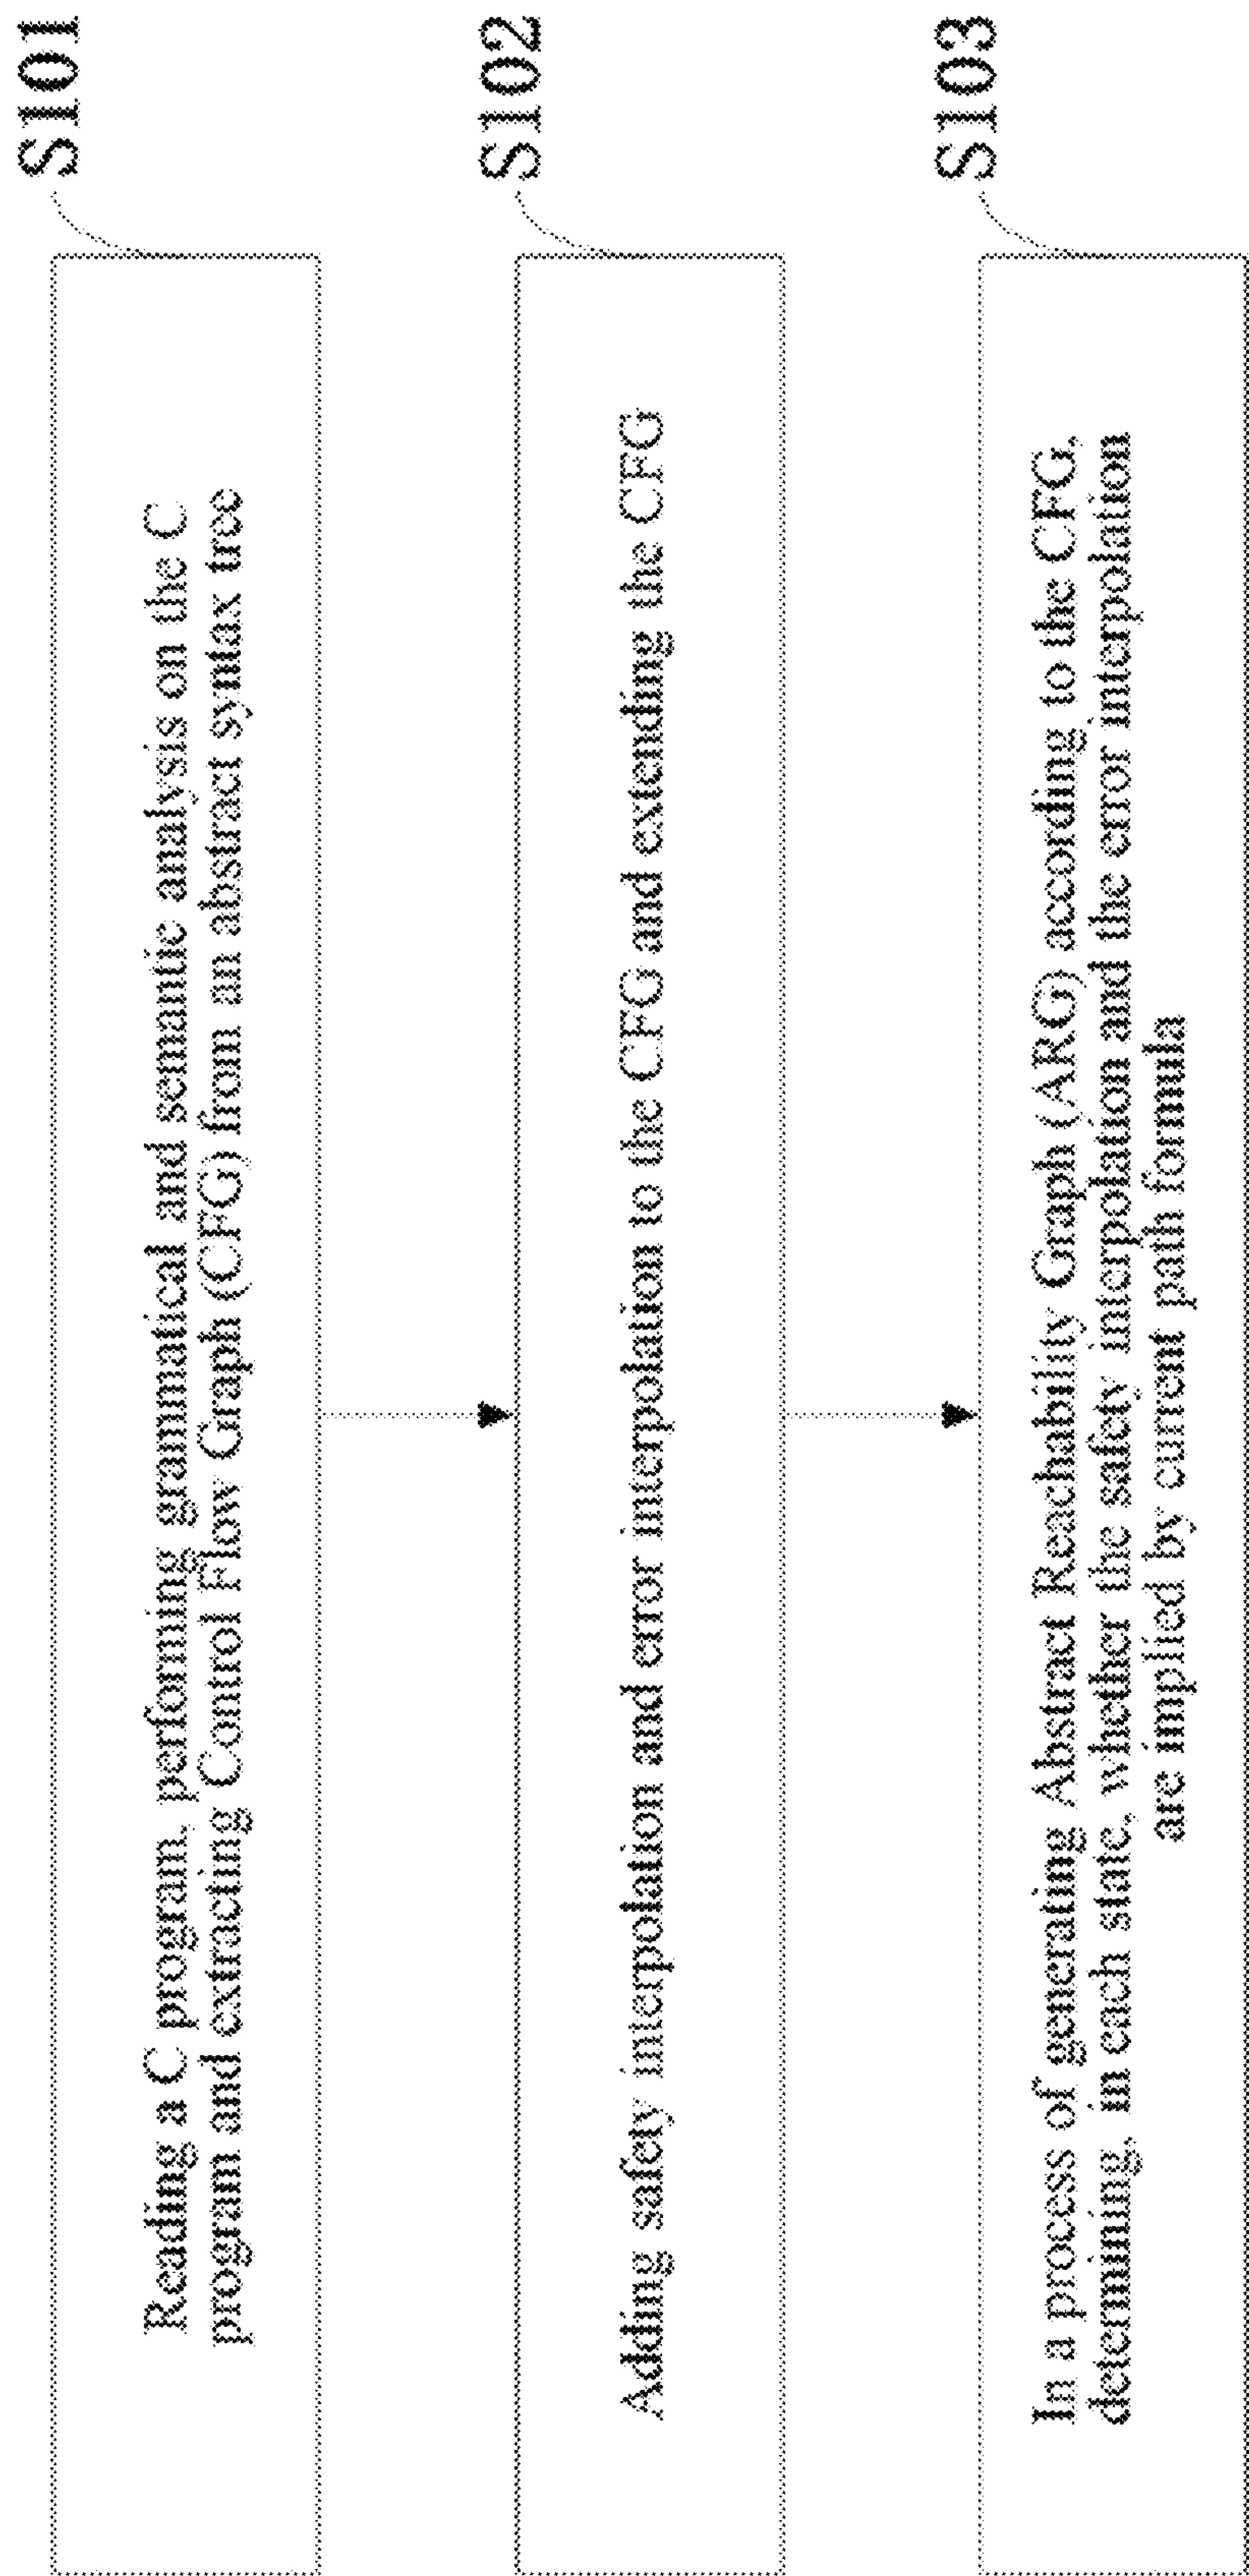 S101
Reading a C program, performing grammatical and semantic analysis on the C
program and extracting Control Flow Graph (CFG) from an abstract syntax tree
S102
Adding safety interpolation and error interpolation to the CFG and extending the CFG
S103
In a process of generating Abstract Reachability Graph (ARG) according to the CFG,
determining, in each state, whether the safety interpolation and the error interpolation
are implied by current path formula